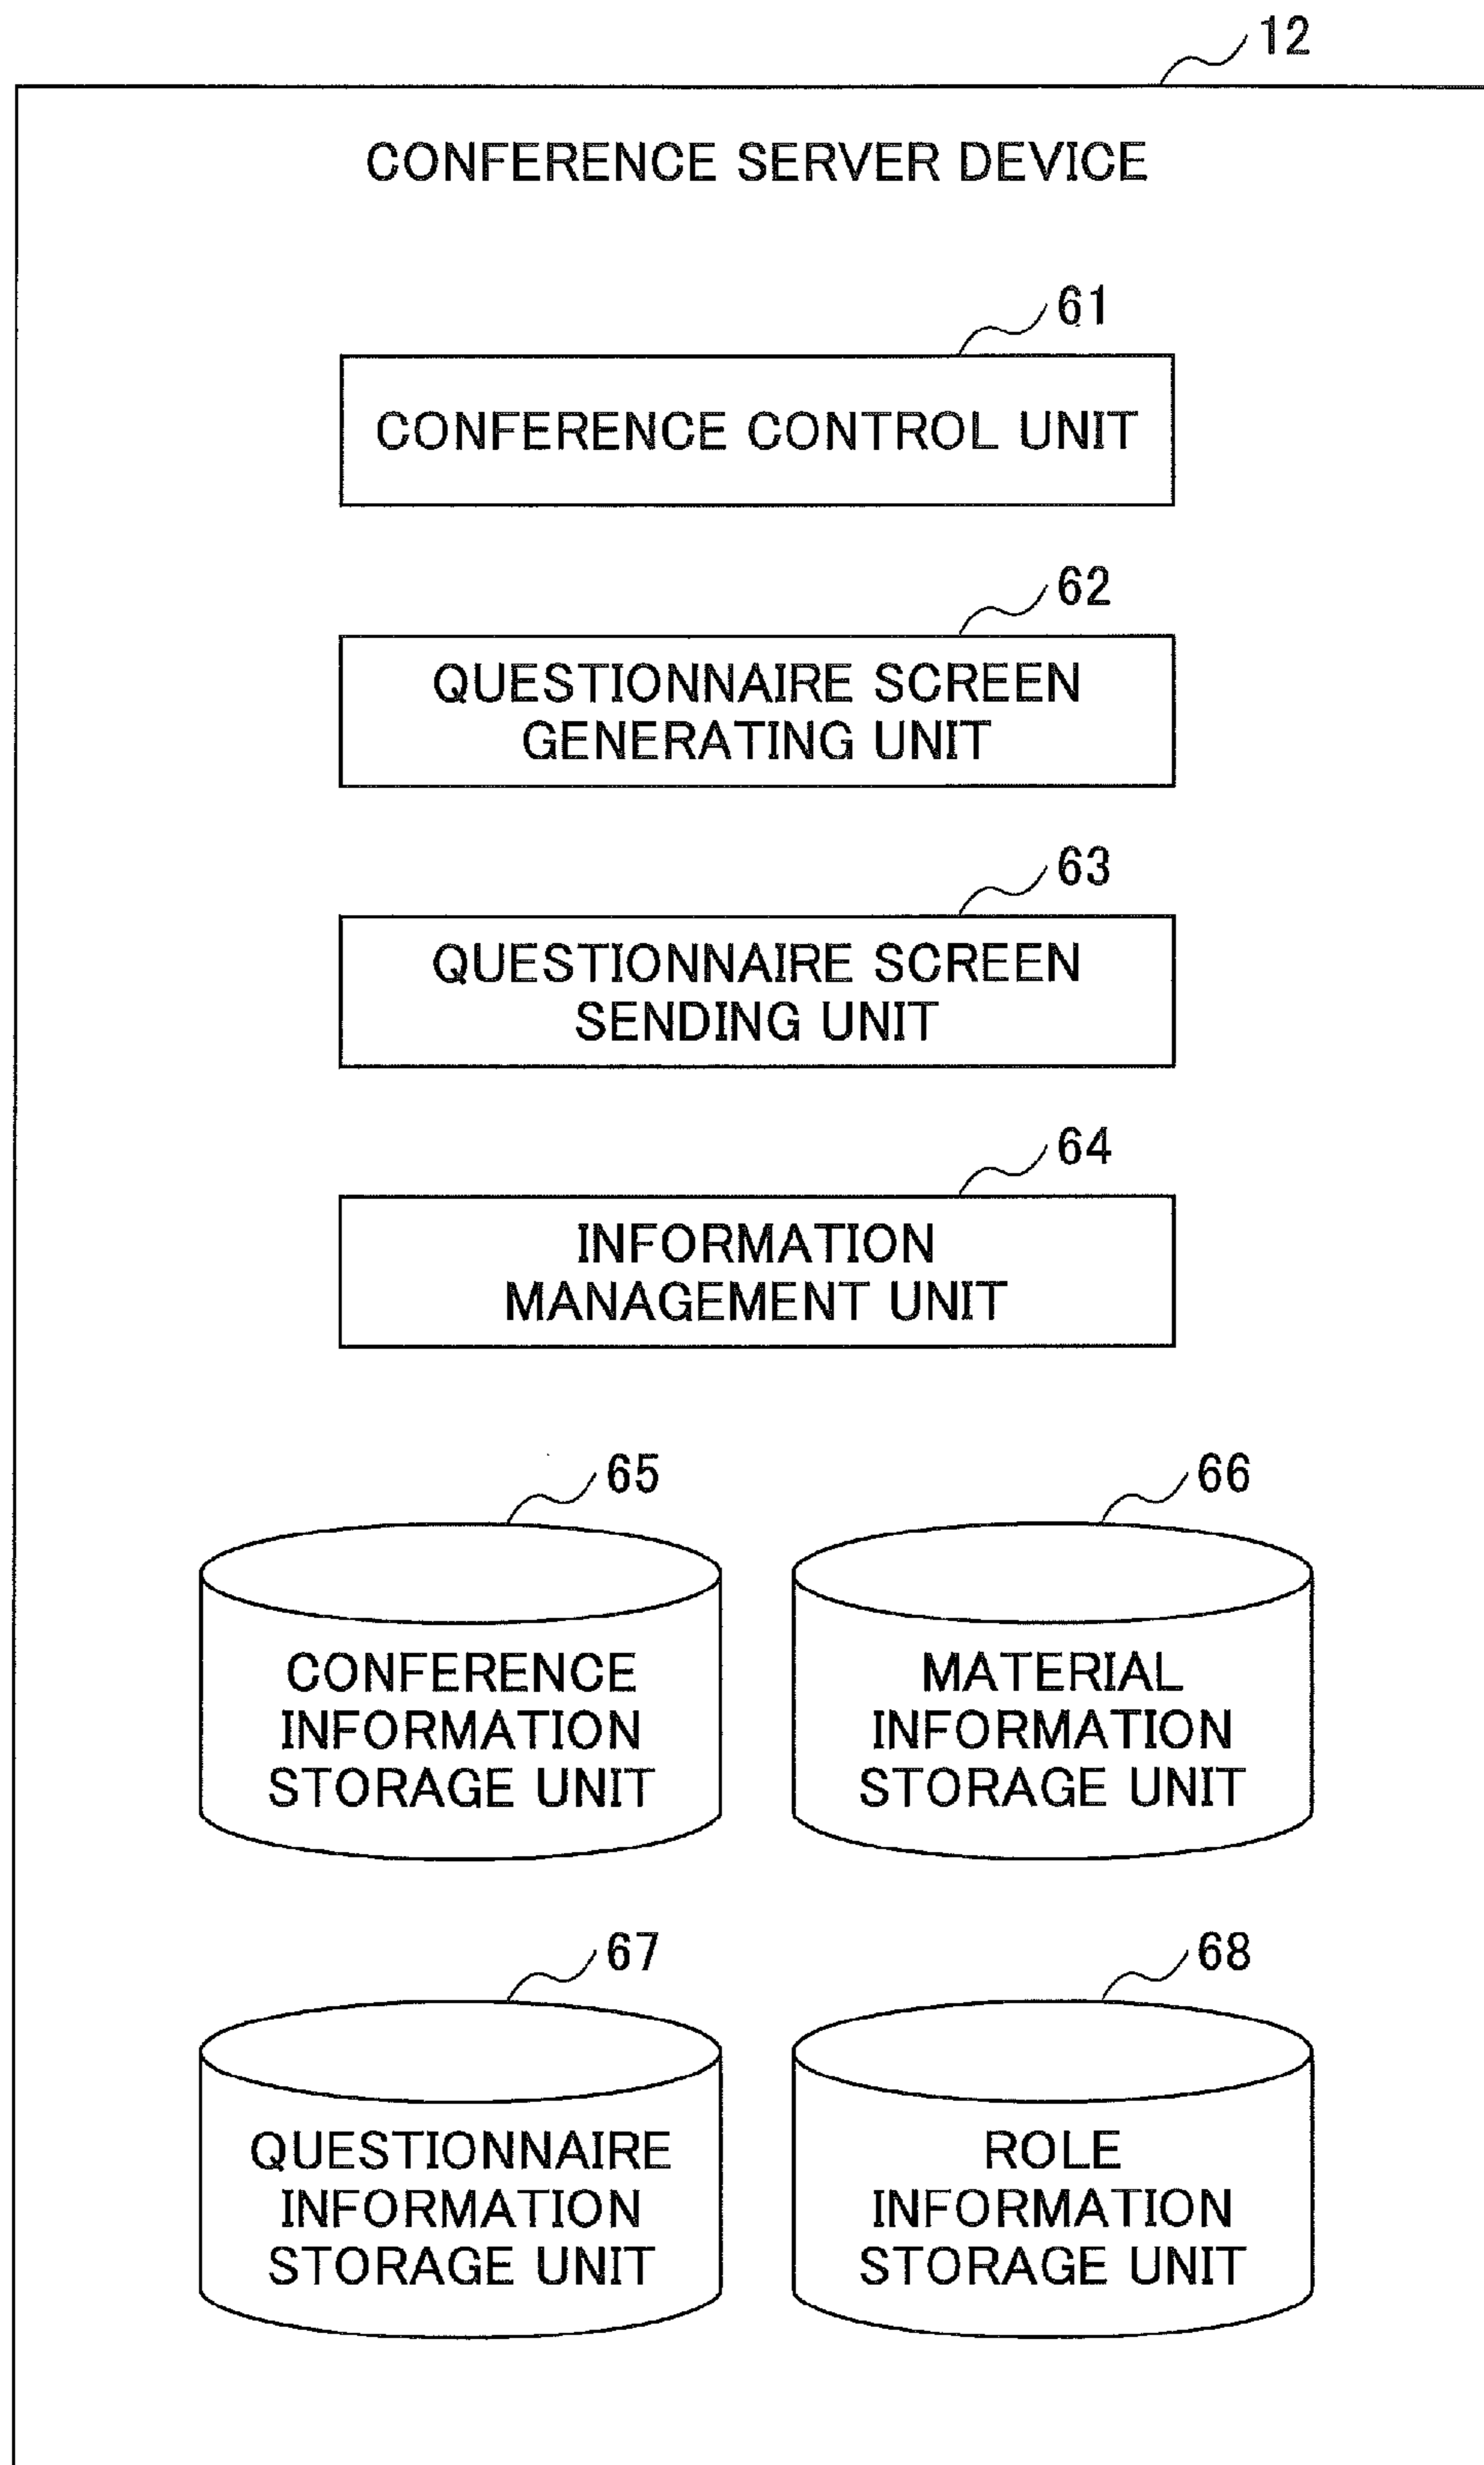 12
CONFERENCE SERVER DEVICE
61
CONFERENCE CONTROL UNIT
62
QUESTIONNAIRE SCREEN
GENERATING UNIT
63
QUESTIONNAIRE SCREEN
SENDING UNIT
64
INFORMATION
MANAGEMENT UNIT
65
CONFERENCE
INFORMATION
STORAGE UNIT
66
MATERIAL
INFORMATION
STORAGE UNIT
67
QUESTIONNAIRE
INFORMATION
STORAGE UNIT
68
ROLE
INFORMATION
STORAGE UNIT